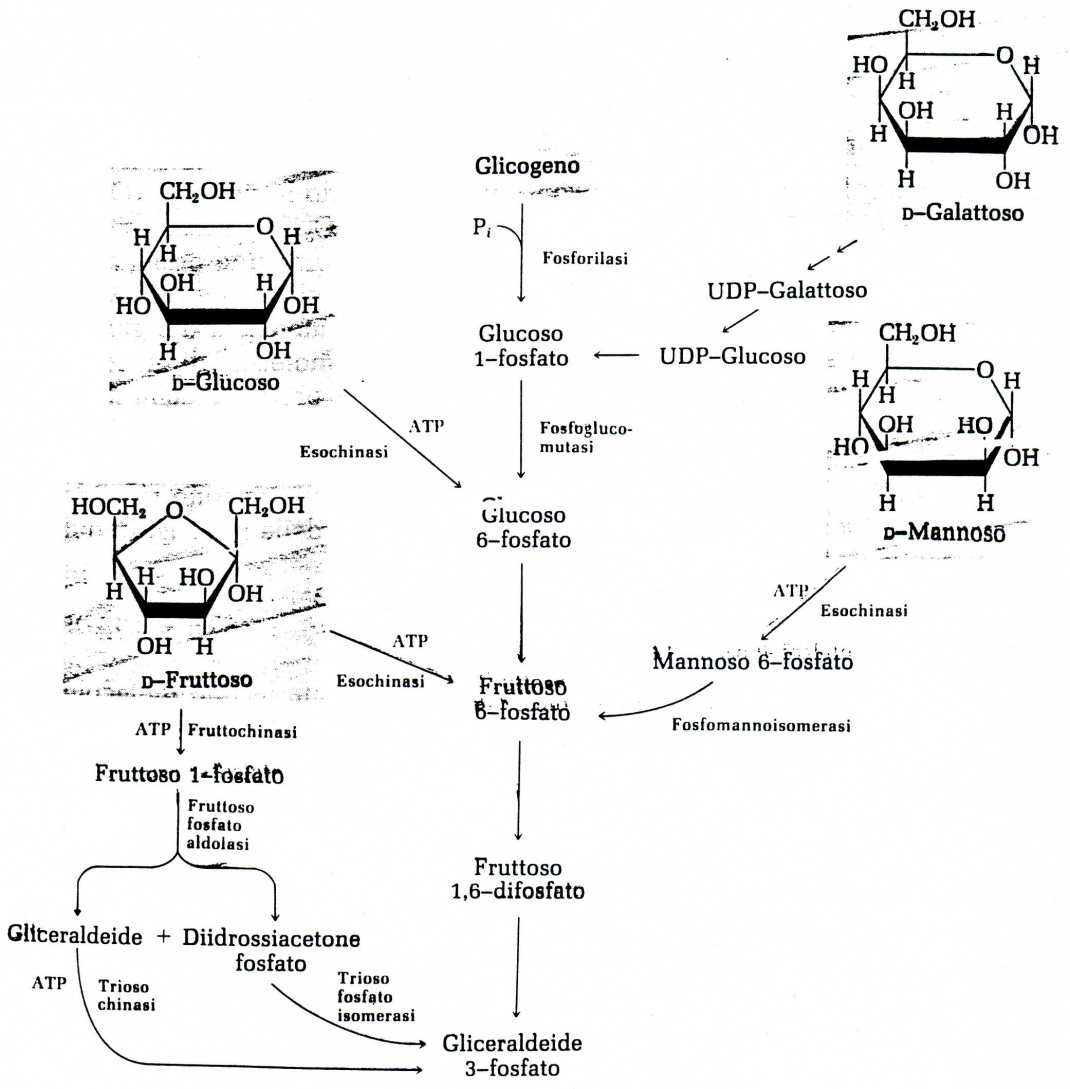 CH₂OH
HO
O
H
H
OH
H
H
OH
H
OH
D–Galattoso
Glicogeno
Pi
Fosforilasi
CH₂OH
H
O
H
H
OH
H
HO
OH
H
OH
D–Glucoso
UDP–Galattoso
Glucoso
1–fosfato
UDP–Glucoso
CH₂OH
H
O
H
H
OH
HO
HO
OH
H
H
D–Mannoso
ATP
Esochinasi
Fosfogluco-
mutasi
Glucoso
6–fosfato
HOCH₂
O
CH₂OH
H
H
HO
OH
OH
H
D–Fruttoso
ATP
Esochinasi
ATP
Esochinasi
Mannoso 6–fosfato
Fruttoso
6–fosfato
Fosfomannoisomerasi
ATP
Fruttochinasi
Fruttoso 1–fosfato
Fruttoso
fosfato
aldolasi
Fruttoso
1,6–difosfato
Gliceraldeide + Diidrossiacetone
fosfato
ATP
Trioso
chinasi
Trioso
fosfato
isomerasi
Gliceraldeide
3–fosfato